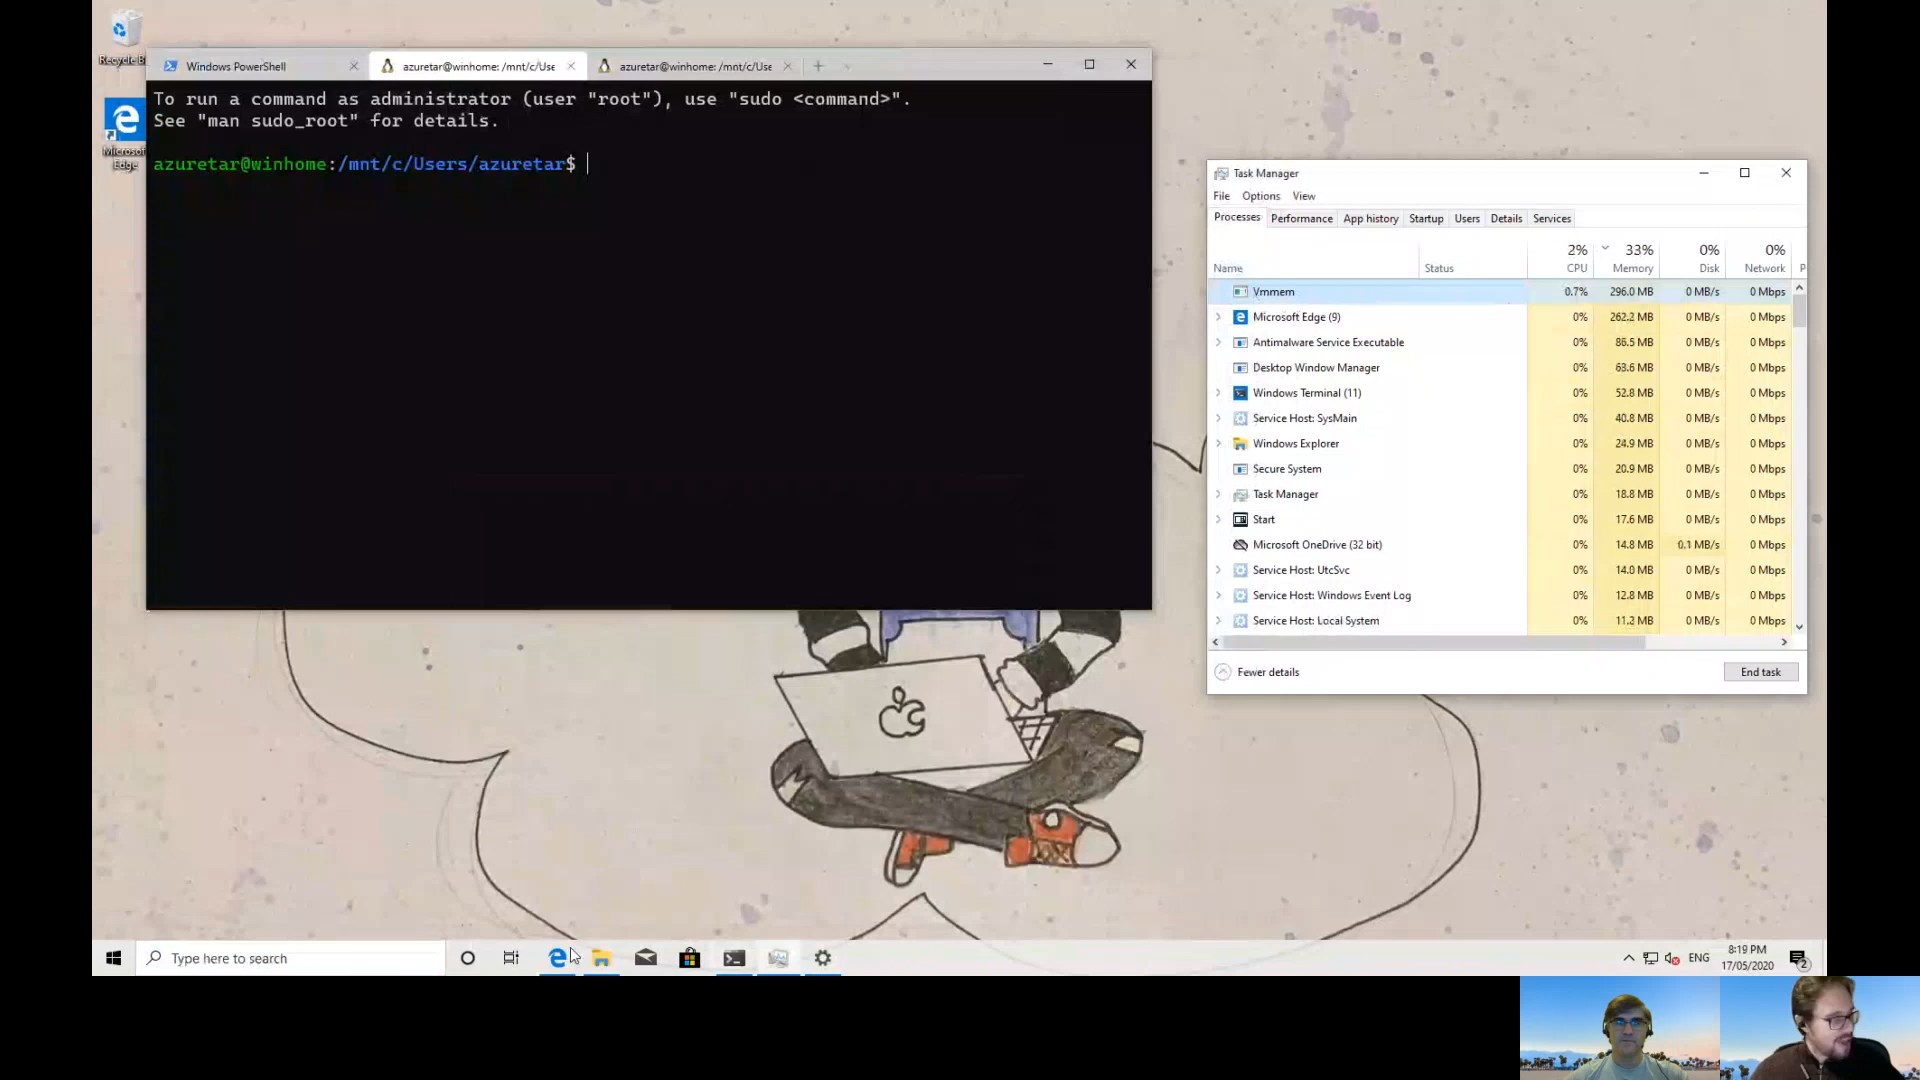 Recycle B
Microsof
Edge
Windows PowerShell
azuretar@winhome: /mnt/c/Use
azuretar@winhome: /mnt/c/Use
To run a command as administrator (user "root"), use "sudo <command>".
See "man sudo_root" for details.
azuretar@winhome:/mnt/c/Users/azuretar$
Task Manager
File Options View
Processes Performance App history Startup Users Details Services
2% 33% 0% 0%
Name Status CPU Memory Disk Network P
Vmmem 0.7% 296.0 MB 0 MB/s 0 Mbps
Microsoft Edge (9) 0% 262.2 MB 0 MB/s 0 Mbps
Antimalware Service Executable 0% 86.5 MB 0 MB/s 0 Mbps
Desktop Window Manager 0% 63.6 MB 0 MB/s 0 Mbps
Windows Terminal (11) 0% 52.8 MB 0 MB/s 0 Mbps
Service Host: SysMain 0% 40.8 MB 0 MB/s 0 Mbps
Windows Explorer 0% 24.9 MB 0 MB/s 0 Mbps
Secure System 0% 20.9 MB 0 MB/s 0 Mbps
Task Manager 0% 18.8 MB 0 MB/s 0 Mbps
Start 0% 17.6 MB 0 MB/s 0 Mbps
Microsoft OneDrive (32 bit) 0% 14.8 MB 0.1 MB/s 0 Mbps
Service Host: UtcSvc 0% 14.0 MB 0 MB/s 0 Mbps
Service Host: Windows Event Log 0% 12.8 MB 0 MB/s 0 Mbps
Service Host: Local System 0% 11.2 MB 0 MB/s 0 Mbps
Fewer details End task
Type here to search
ENG
8:19 PM
17/05/2020
2